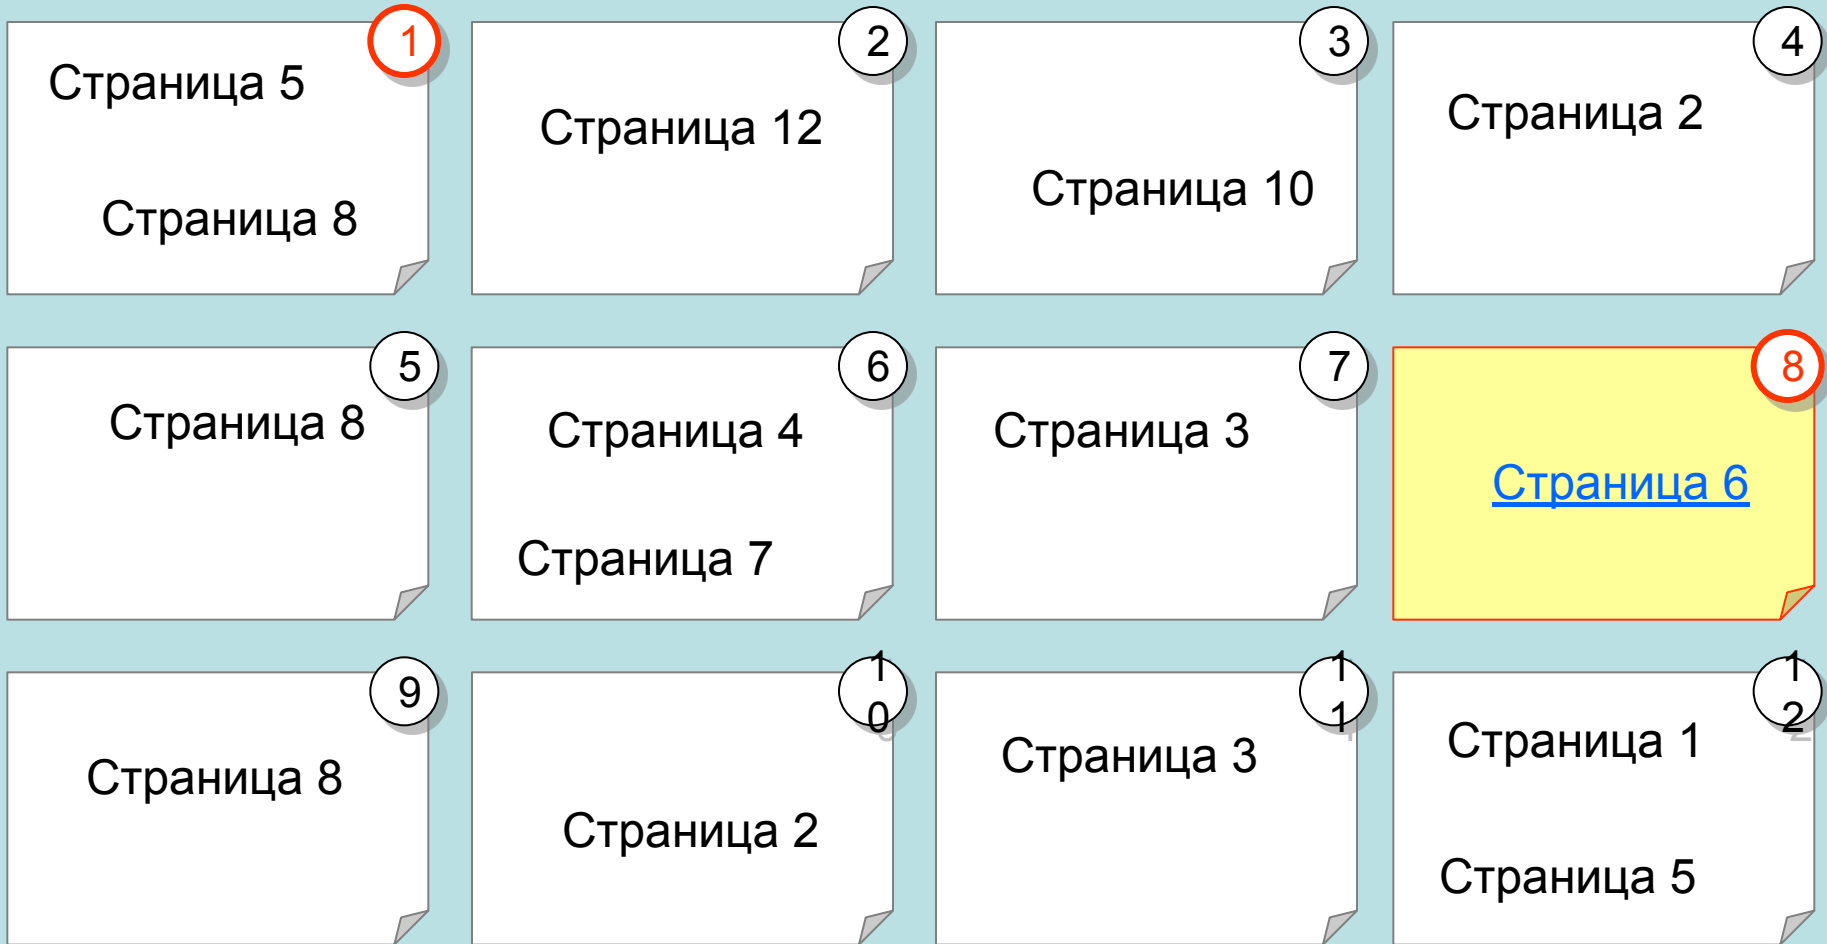 1
Страница 5
Страница 8
2
Страница 12
3
Страница 10
4
Страница 2
5
Страница 8
6
Страница 4
Страница 7
7
Страница 3
8
Страница 6
9
Страница 8
10
Страница 2
11
Страница 3
12
Страница 1
Страница 5